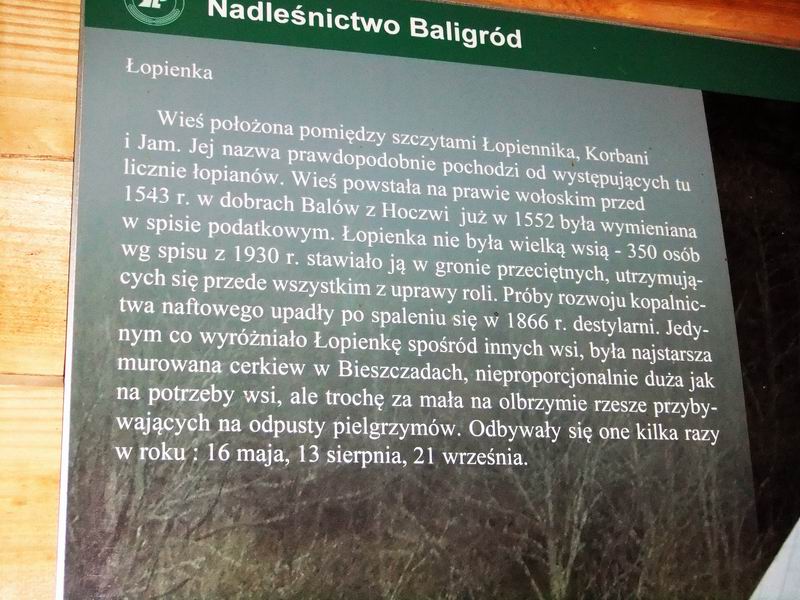 Nadleśnictwo Baligród
Łopienka
Wieś położona pomiędzy szczytami Łopiennika, Korbani
i Jam. Jej nazwa prawdopodobnie pochodzi od występujących tu
licznie łopianów. Wieś powstała na prawie wołoskim przed
1543 r. w dobrach Balów z Hoczwi już w 1552 była wymieniana
w spisie podatkowym. Łopienka nie była wielką wsią - 350 osób
wg spisu z 1930 r. stawiało ją w gronie przeciętnych, utrzymują-
cych się przede wszystkim z uprawy roli. Próby rozwoju kopalnic-
twa naftowego upadły po spaleniu się w 1866 r. destylarni. Jedy-
nym co wyróżniało Łopienkę spośród innych wsi, była najstarsza
murowana cerkiew w Bieszczadach, nieproporcjonalnie duża jak
na potrzeby wsi, ale trochę za mała na olbrzymie rzesze przyby-
wających na odpusty pielgrzymów. Odbywały się one kilka razy
w roku : 16 maja, 13 sierpnia, 21 września.